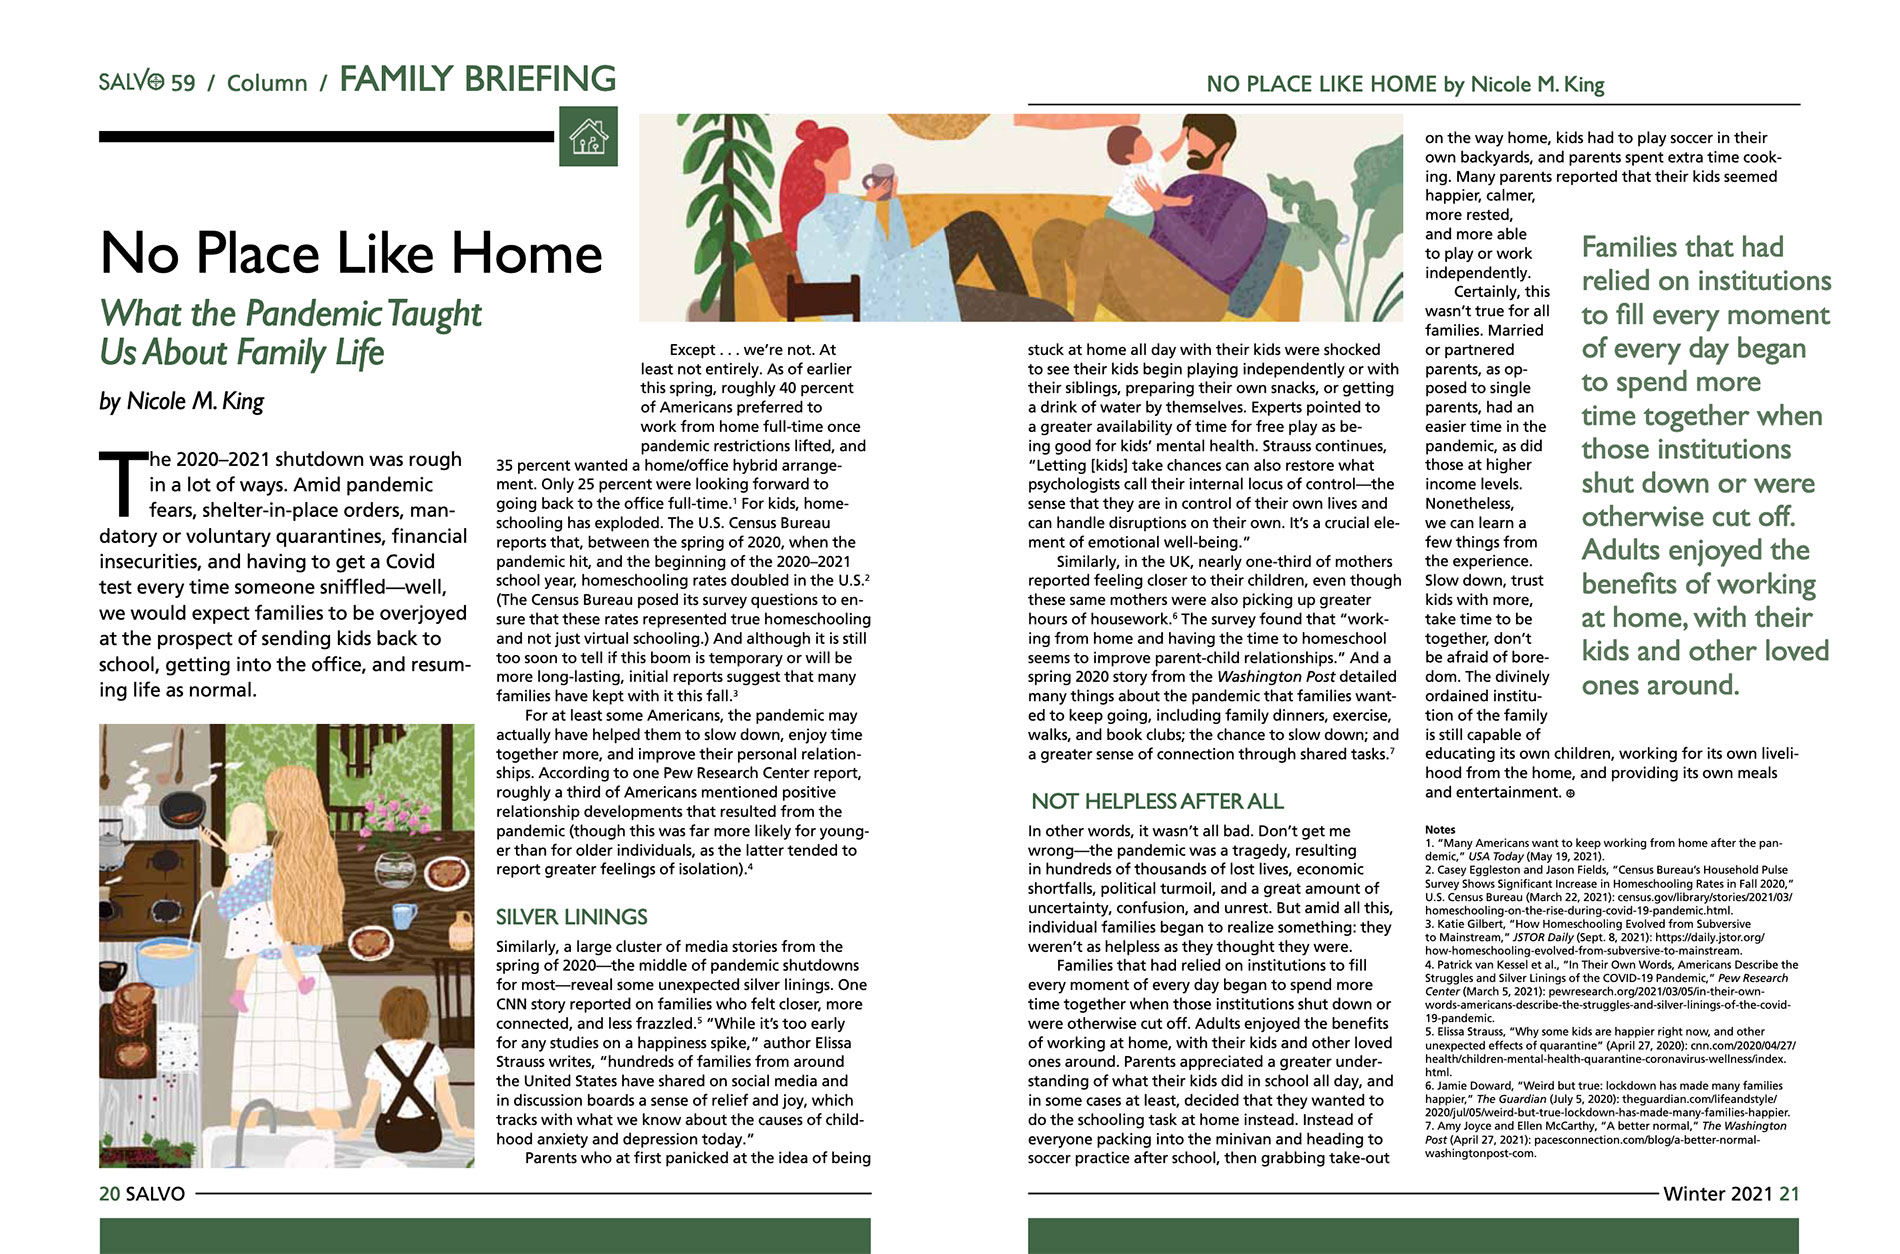 SALVO 59 / Column / FAMILY BRIEFING
No Place Like Home
What the Pandemic Taught
Us About Family Life
by Nicole M. King
The 2020–2021 shutdown was rough
in a lot of ways. Amid pandemic
fears, shelter-in-place orders, man-
datory or voluntary quarantines, financial
insecurities, and having to get a Covid
test every time someone sniffled—well,
we would expect families to be overjoyed
at the prospect of sending kids back to
school, getting into the office, and resum-
ing life as normal.
Except . . . we’re not. At
least not entirely. As of earlier
this spring, roughly 40 percent
of Americans preferred to
work from home full-time once
pandemic restrictions lifted, and
35 percent wanted a home/office hybrid arrange-
ment. Only 25 percent were looking forward to
going back to the office full-time.¹ For kids, home-
schooling has exploded. The U.S. Census Bureau
reports that, between the spring of 2020, when the
pandemic hit, and the beginning of the 2020–2021
school year, homeschooling rates doubled in the U.S.²
(The Census Bureau posed its survey questions to en-
sure that these rates represented true homeschooling
and not just virtual schooling.) And although it is still
too soon to tell if this boom is temporary or will be
more long-lasting, initial reports suggest that many
families have kept with it this fall.³
For at least some Americans, the pandemic may
actually have helped them to slow down, enjoy time
together more, and improve their personal relation-
ships. According to one Pew Research Center report,
roughly a third of Americans mentioned positive
relationship developments that resulted from the
pandemic (though this was far more likely for young-
er than for older individuals, as the latter tended to
report greater feelings of isolation).⁴
SILVER LININGS
Similarly, a large cluster of media stories from the
spring of 2020—the middle of pandemic shutdowns
for most—reveal some unexpected silver linings. One
CNN story reported on families who felt closer, more
connected, and less frazzled.⁵ “While it’s too early
for any studies on a happiness spike,” author Elissa
Strauss writes, “hundreds of families from around
the United States have shared on social media and
in discussion boards a sense of relief and joy, which
tracks with what we know about the causes of child-
hood anxiety and depression today.”
Parents who at first panicked at the idea of being
20 SALVO
NO PLACE LIKE HOME by Nicole M. King
stuck at home all day with their kids were shocked
to see their kids begin playing independently or with
their siblings, preparing their own snacks, or getting
a drink of water by themselves. Experts pointed to
a greater availability of time for free play as be-
ing good for kids’ mental health. Strauss continues,
“Letting [kids] take chances can also restore what
psychologists call their internal locus of control—the
sense that they are in control of their own lives and
can handle disruptions on their own. It’s a crucial ele-
ment of emotional well-being.”
Similarly, in the UK, nearly one-third of mothers
reported feeling closer to their children, even though
these same mothers were also picking up greater
hours of housework.⁶ The survey found that “work-
ing from home and having the time to homeschool
seems to improve parent-child relationships.” And a
spring 2020 story from the Washington Post detailed
many things about the pandemic that families want-
ed to keep going, including family dinners, exercise,
walks, and book clubs; the chance to slow down; and
a greater sense of connection through shared tasks.⁷
NOT HELPLESS AFTER ALL
In other words, it wasn’t all bad. Don’t get me
wrong—the pandemic was a tragedy, resulting
in hundreds of thousands of lost lives, economic
shortfalls, political turmoil, and a great amount of
uncertainty, confusion, and unrest. But amid all this,
individual families began to realize something: they
weren’t as helpless as they thought they were.
Families that had relied on institutions to fill
every moment of every day began to spend more
time together when those institutions shut down or
were otherwise cut off. Adults enjoyed the benefits
of working at home, with their kids and other loved
ones around. Parents appreciated a greater under-
standing of what their kids did in school all day, and
in some cases at least, decided that they wanted to
do the schooling task at home instead. Instead of
everyone packing into the minivan and heading to
soccer practice after school, then grabbing take-out
on the way home, kids had to play soccer in their
own backyards, and parents spent extra time cook-
ing. Many parents reported that their kids seemed
happier, calmer,
more rested,
and more able
to play or work
independently.
Certainly, this
wasn’t true for all
families. Married
or partnered
parents, as op-
posed to single
parents, had an
easier time in the
pandemic, as did
those at higher
income levels.
Nonetheless,
we can learn a
few things from
the experience.
Slow down, trust
kids with more,
take time to be
together, don’t
be afraid of bore-
dom. The divinely
ordained institu-
tion of the family
is still capable of
educating its own children, working for its own liveli-
hood from the home, and providing its own meals
and entertainment.
Families that had
relied on institutions
to fill every moment
of every day began
to spend more
time together when
those institutions
shut down or were
otherwise cut off.
Adults enjoyed the
benefits of working
at home, with their
kids and other loved
ones around.
Notes
1. “Many Americans want to keep working from home after the pan-
demic,” USA Today (May 19, 2021).
2. Casey Eggleston and Jason Fields, “Census Bureau’s Household Pulse
Survey Shows Significant Increase in Homeschooling Rates in Fall 2020,”
U.S. Census Bureau (March 22, 2021): census.gov/library/stories/2021/03/
homeschooling-on-the-rise-during-covid-19-pandemic.html.
3. Katie Gilbert, “How Homeschooling Evolved from Subversive
to Mainstream,” JSTOR Daily (Sept. 8, 2021): https://daily.jstor.org/
how-homeschooling-evolved-from-subversive-to-mainstream.
4. Patrick van Kessel et al., “In Their Own Words, Americans Describe the
Struggles and Silver Linings of the COVID-19 Pandemic,” Pew Research
Center (March 5, 2021): pewresearch.org/2021/03/05/in-their-own-
words-americans-describe-the-struggles-and-silver-linings-of-the-covid-
19-pandemic.
5. Elissa Strauss, “Why some kids are happier right now, and other
unexpected effects of quarantine” (April 27, 2020): cnn.com/2020/04/27/
health/children-mental-health-quarantine-coronavirus-wellness/index.
html.
6. Jamie Doward, “Weird but true: lockdown has made many families
happier,” The Guardian (July 5, 2020): theguardian.com/lifeandstyle/
2020/jul/05/weird-but-true-lockdown-has-made-many-families-happier.
7. Amy Joyce and Ellen McCarthy, “A better normal,” The Washington
Post (April 27, 2021): pacesconnection.com/blog/a-better-normal-
washingtonpost-com.
Winter 2021 21